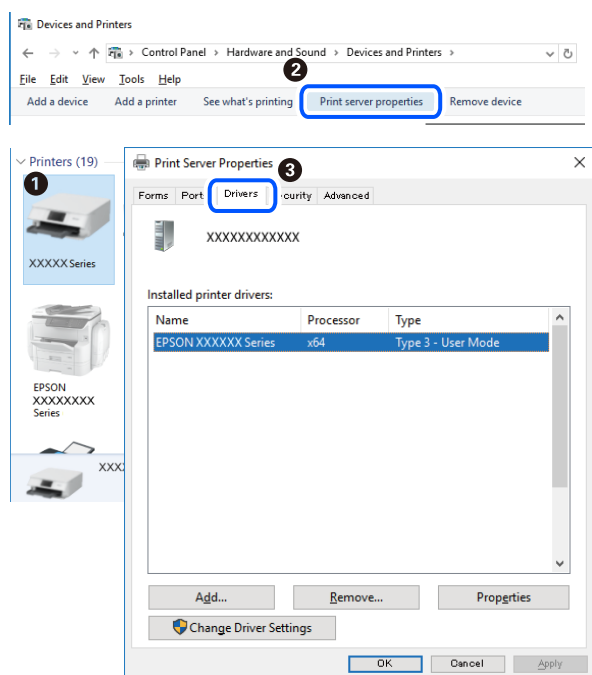 Devices and Printers
Control Panel > Hardware and Sound > Devices and Printers >
2
File Edit View Tools Help
Add a device Add a printer See what's printing Print server properties Remove device
Printers (19)
1
XXXXX Series
EPSON
XXXXXXXX
Series
XXX
Print Server Properties
3
Forms Port Drivers curity Advanced
XXXXXXXXXXXX
Installed printer drivers:
Name Processor Type
EPSON XXXXXX Series x64 Type 3 - User Mode
Add... Remove... Properties
Change Driver Settings
OK Cancel Apply